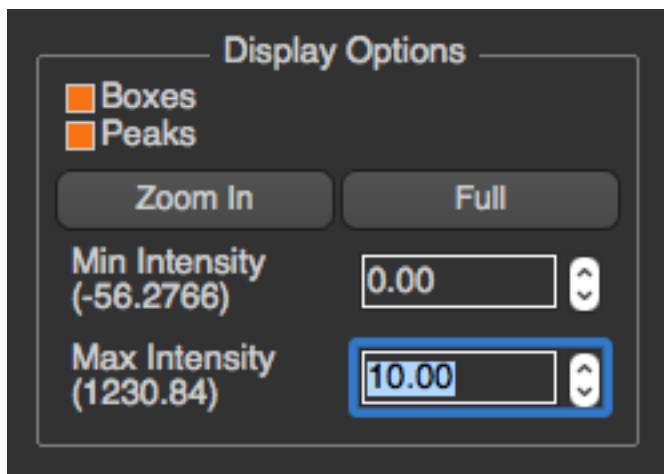 Display Options
Boxes
Peaks
Zoom In Full
Min Intensity
(-56.2766) 0.00
Max Intensity
(1230.84) 10.00